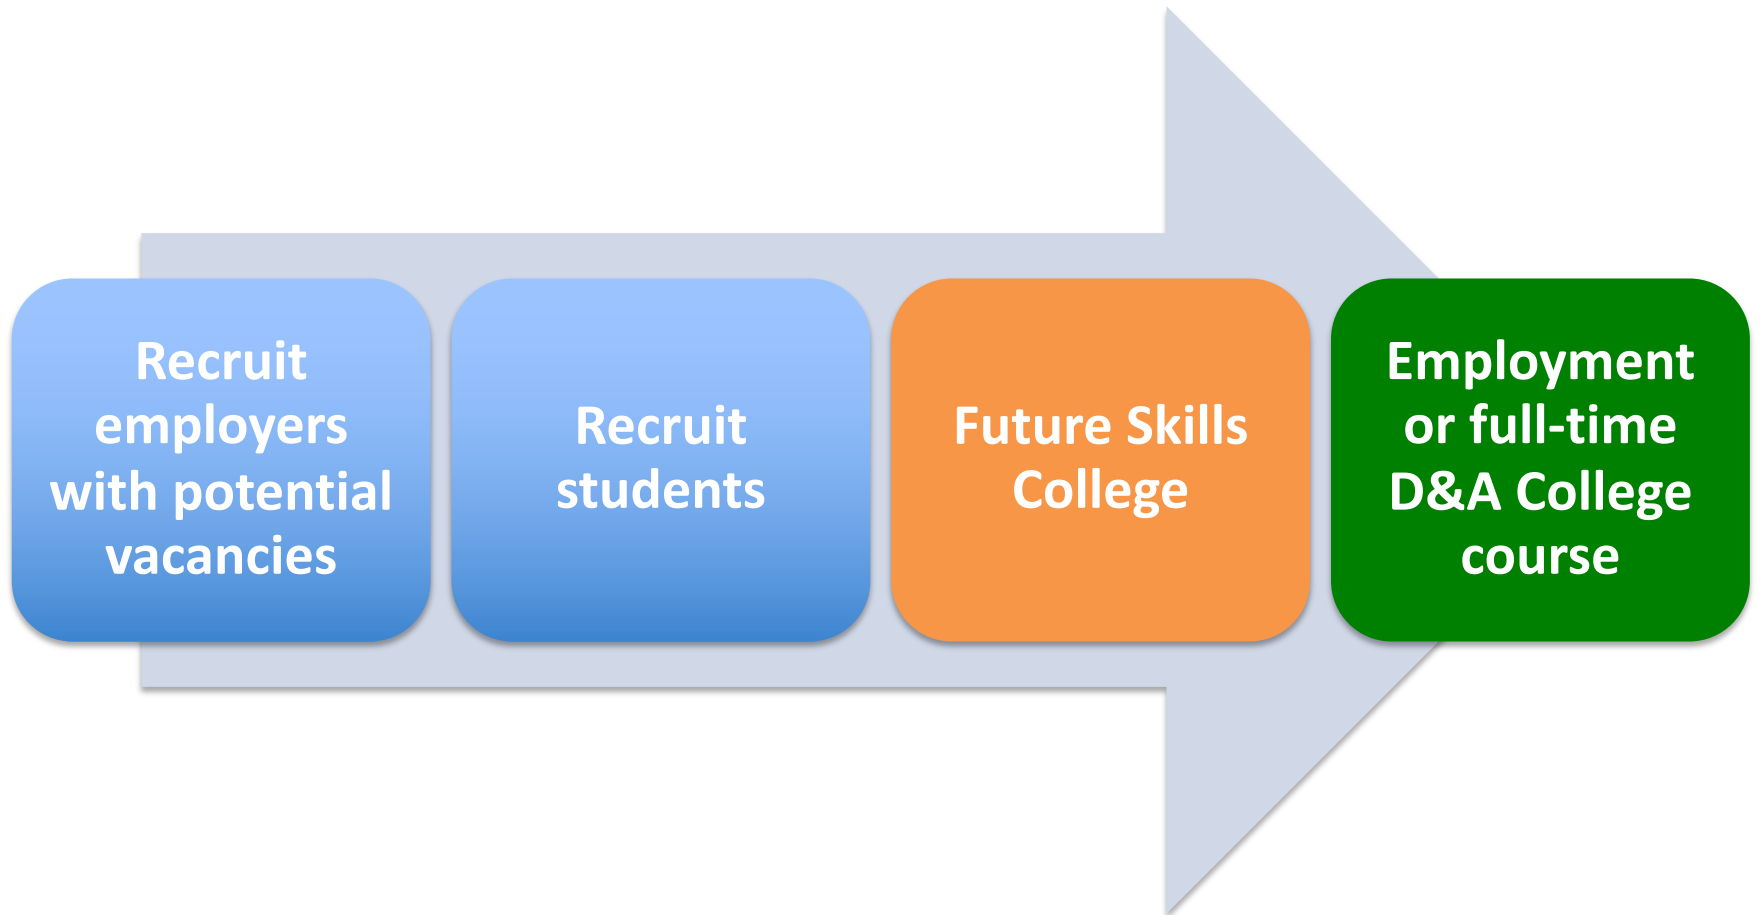 Recruit
employers
with potential
vacancies
Recruit
students
Future Skills
College
Employment
or full-time
D&A College
course